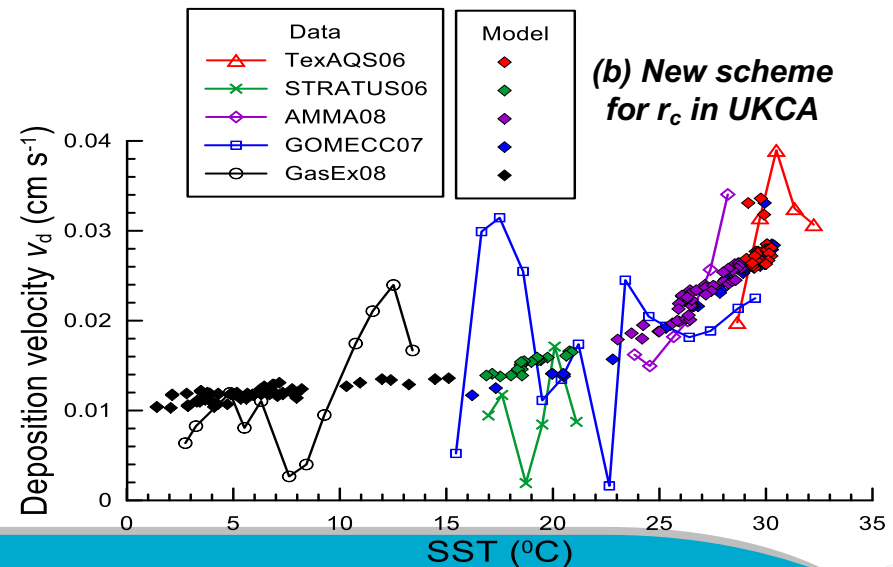 Data
TexAQS06
STRATUS06
AMMA08
GOMECC07
GasEx08
Model
(b) New scheme
for rc in UKCA
Deposition velocity vd (cm s-1)
0.04
0.03
0.02
0.01
0
0 5 10 15 20 25 30 35
SST (⁰C)